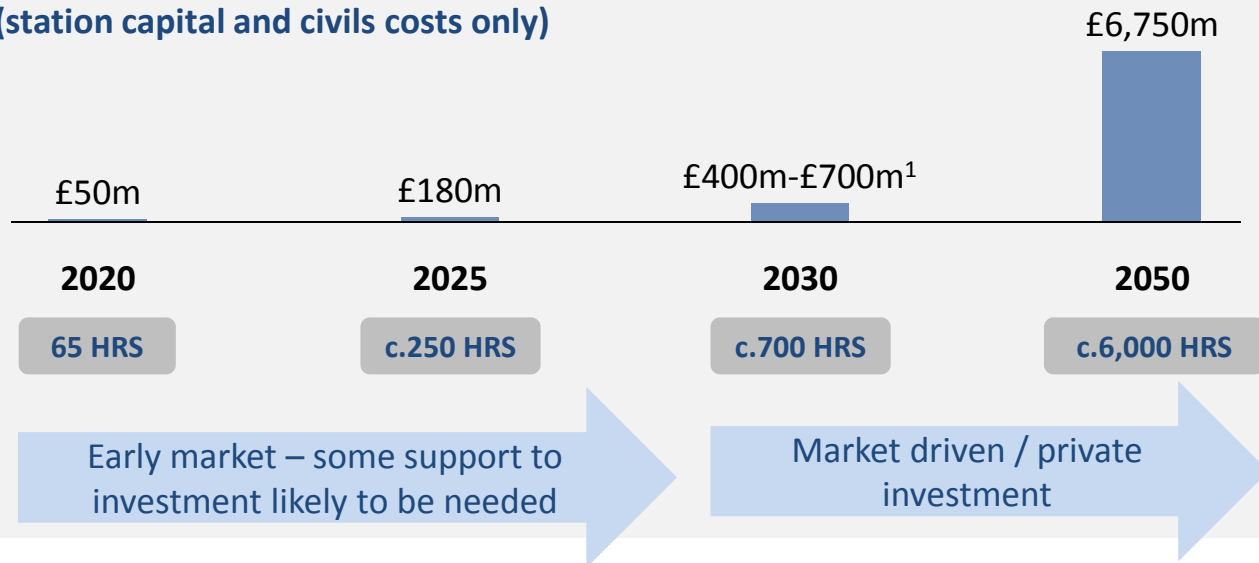 (station capital and civils costs only)
£6,750m
£50m
£180m
£400m-£700m¹
2020
2025
2030
2050
65 HRS
c.250 HRS
c.700 HRS
c.6,000 HRS
Early market – some support to
investment likely to be needed
Market driven / private
investment